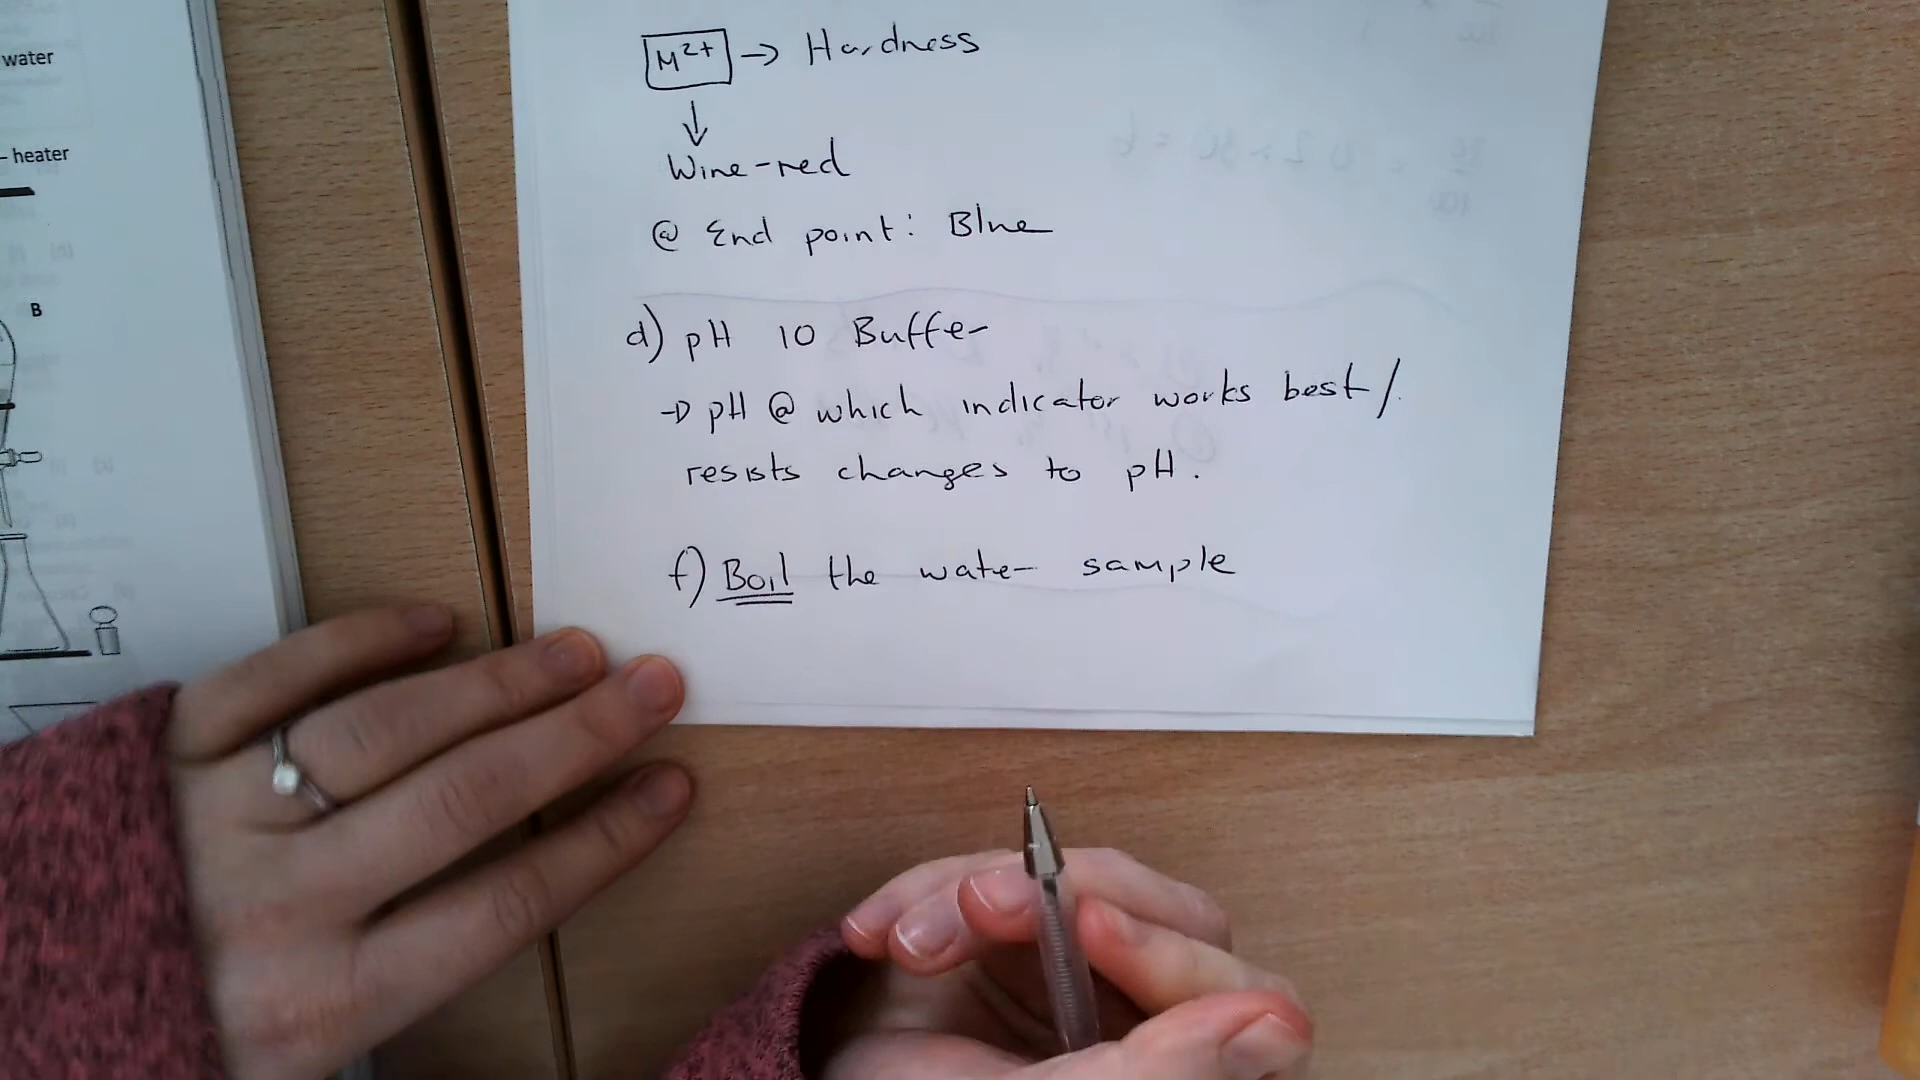 water
- heater
B
M²⁺ → Hardness
↓
Wine-red
@ End point: Blue
d) pH 10 Buffer
→ pH @ which indicator works best/
resists changes to pH.
f) Boil the water sample